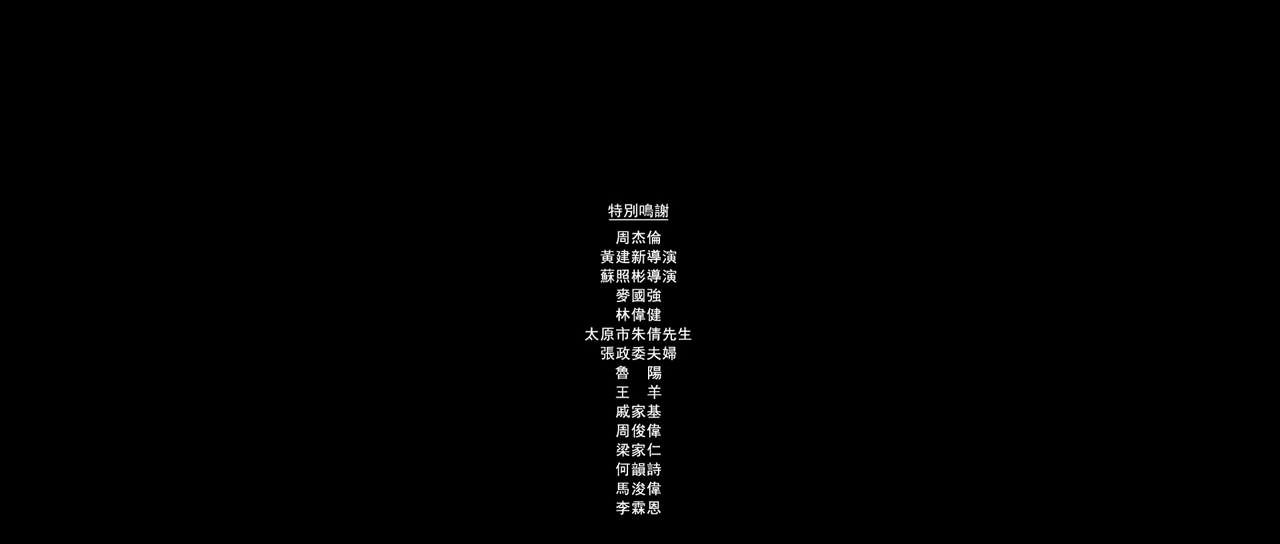 特別鳴謝
周杰倫
黃建新導演
蘇照彬導演
麥國強
林偉健
太原市朱倩先生
張政委夫婦
魯 陽
王 羊
戚家基
周俊偉
梁家仁
何韻詩
馬浚偉
李霖恩